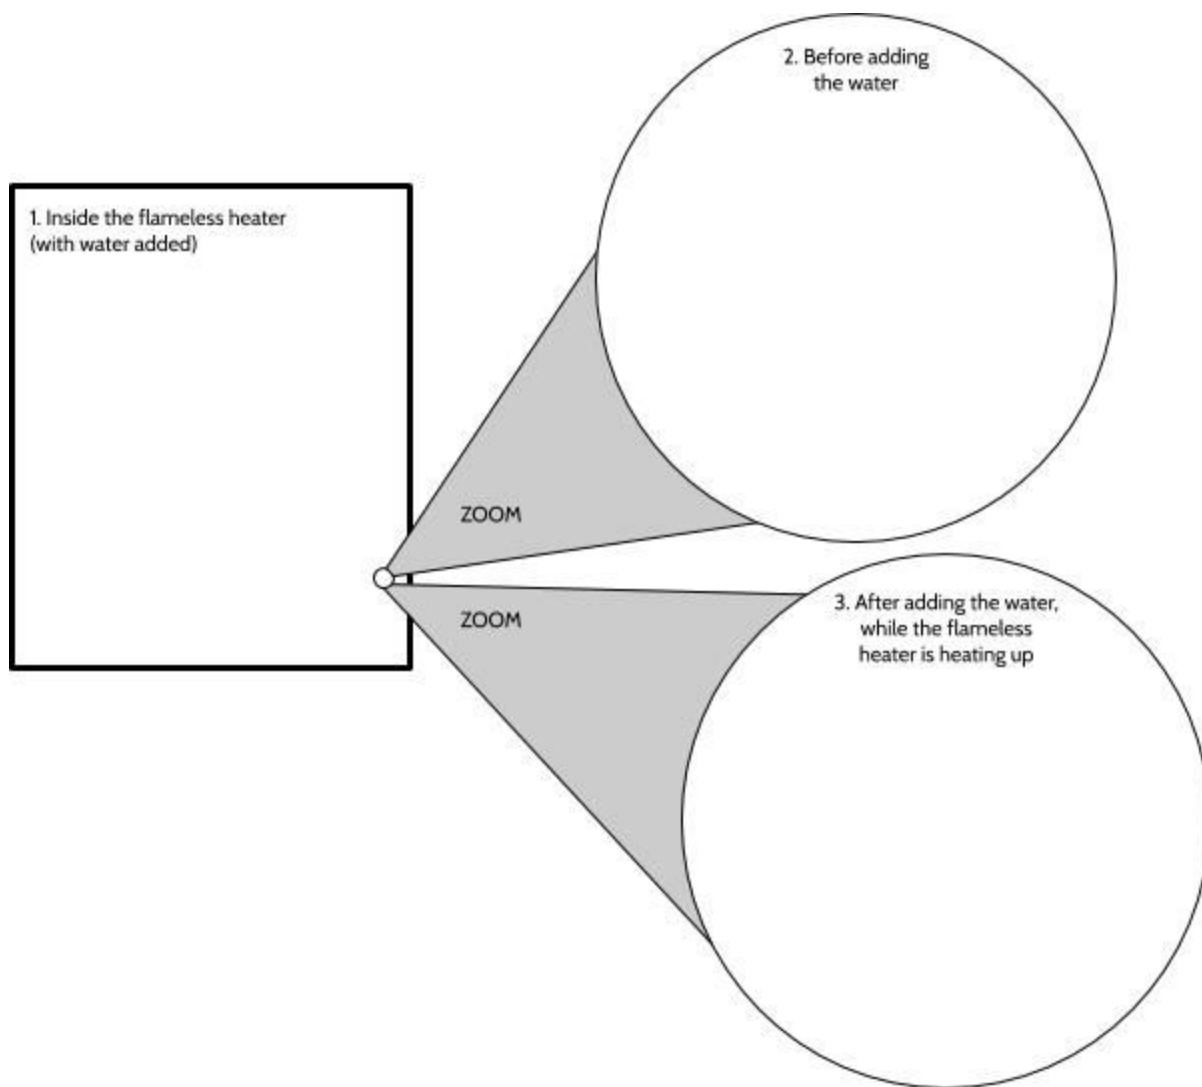 2. Before adding
the water
1. Inside the flameless heater
(with water added)
ZOOM
ZOOM
3. After adding the water,
while the flameless
heater is heating up